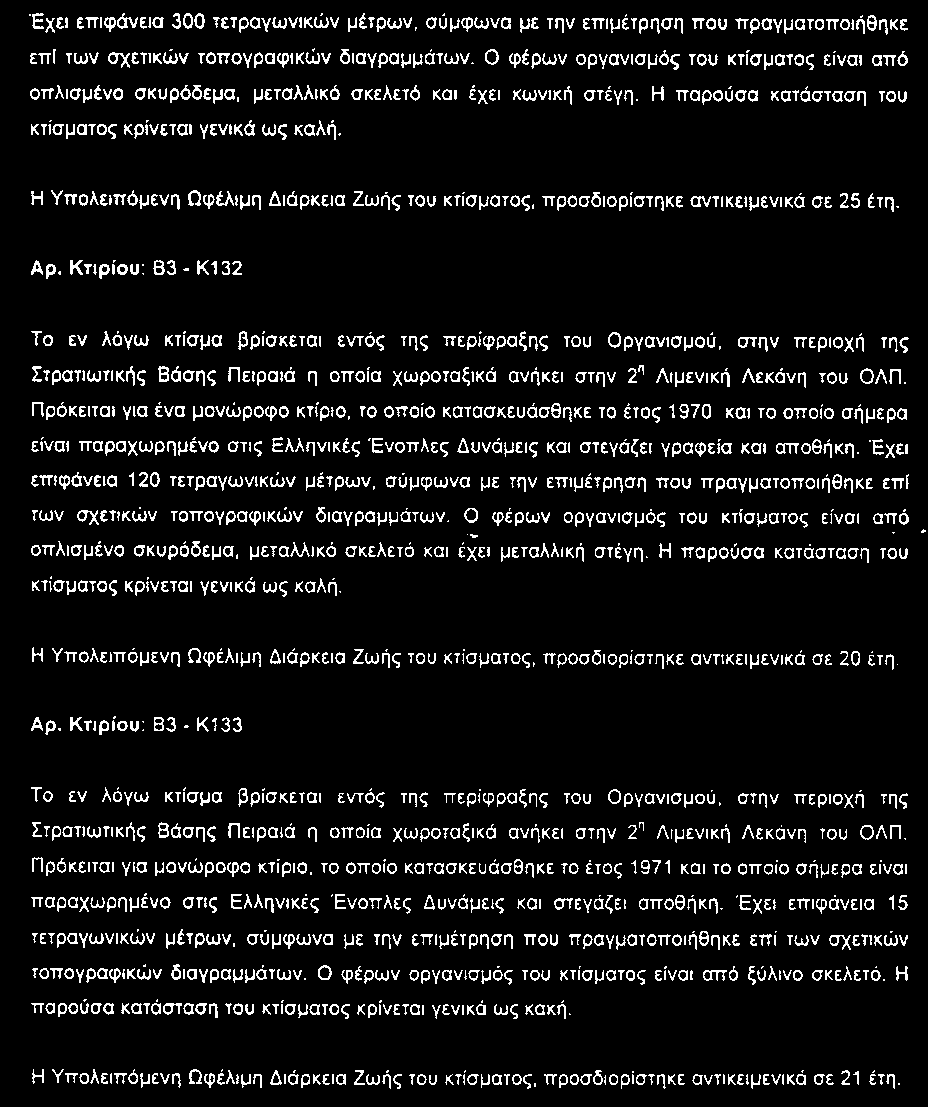 Έχει επιφάνεια 300 τετραγωνικών μέτρων, σύμφωνα με την επιμέτρηση που πραγματοποιήθηκε
επί των σχετικών τοπογραφικών διαγραμμάτων. Ο φέρων οργανισμός του κτίσματος είναι από
οπλισμένο σκυρόδεμα, μεταλλικό σκελετό και έχει κωνική στέγη. Η παρούσα κατάσταση του
κτίσματος κρίνεται γενικά ως καλή.
Η Υπολειπόμενη Ωφέλιμη Διάρκεια Ζωής του κτίσματος, προσδιορίστηκε αντικειμενικά σε 25 έτη.
Αρ. Κτιρίου: Β3 - Κ132
Το εν λόγω κτίσμα βρίσκεται εντός της περίφραξης του Οργανισμού, στην περιοχή της
Στρατιωτικής Βάσης Πειραιά η οποία χωροταξικά ανήκει στην 2η Λιμενική Λεκάνη του ΟΛΠ.
Πρόκειται για ένα μονώροφο κτίριο, το οποίο κατασκευάσθηκε το έτος 1970 και το οποίο σήμερα
είναι παραχωρημένο στις Ελληνικές Ένοπλες Δυνάμεις και στεγάζει γραφεία και αποθήκη. Έχει
επιφάνεια 120 τετραγωνικών μέτρων, σύμφωνα με την επιμέτρηση που πραγματοποιήθηκε επί
των σχετικών τοπογραφικών διαγραμμάτων. Ο φέρων οργανισμός του κτίσματος είναι από
οπλισμένο σκυρόδεμα, μεταλλικό σκελετό και έχει μεταλλική στέγη. Η παρούσα κατάσταση του
κτίσματος κρίνεται γενικά ως καλή.
Η Υπολειπόμενη Ωφέλιμη Διάρκεια Ζωής του κτίσματος, προσδιορίστηκε αντικειμενικά σε 20 έτη.
Αρ. Κτιρίου: Β3 - Κ133
Το εν λόγω κτίσμα βρίσκεται εντός της περίφραξης του Οργανισμού, στην περιοχή της
Στρατιωτικής Βάσης Πειραιά η οποία χωροταξικά ανήκει στην 2η Λιμενική Λεκάνη του ΟΛΠ.
Πρόκειται για μονώροφο κτίριο, το οποίο κατασκευάσθηκε το έτος 1971 και το οποίο σήμερα είναι
παραχωρημένο στις Ελληνικές Ένοπλες Δυνάμεις και στεγάζει αποθήκη. Έχει επιφάνεια 15
τετραγωνικών μέτρων, σύμφωνα με την επιμέτρηση που πραγματοποιήθηκε επί των σχετικών
τοπογραφικών διαγραμμάτων. Ο φέρων οργανισμός του κτίσματος είναι από ξύλινο σκελετό. Η
παρούσα κατάσταση του κτίσματος κρίνεται γενικά ως κακή.
Η Υπολειπόμενη Ωφέλιμη Διάρκεια Ζωής του κτίσματος, προσδιορίστηκε αντικειμενικά σε 21 έτη.